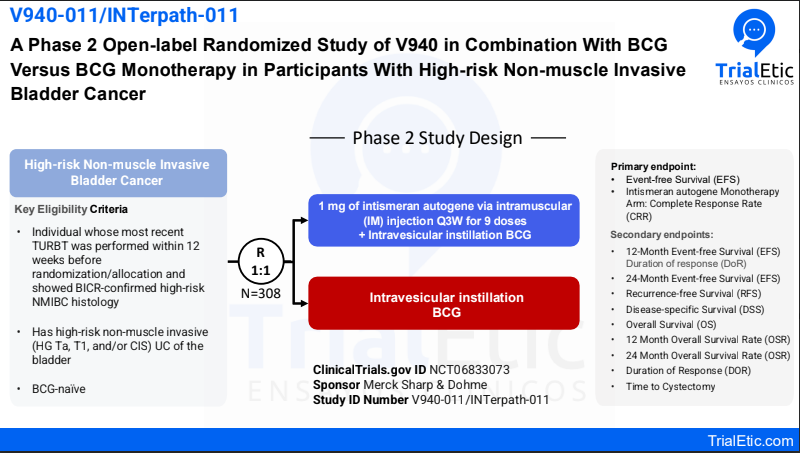 V940-011/INTerpath-011
A Phase 2 Open-label Randomized Study of V940 in Combination With BCG
Versus BCG Monotherapy in Participants With High-risk Non-muscle Invasive
Bladder Cancer
TrialEtic
ENSAYOS CLINICOS
Phase 2 Study Design
High-risk Non-muscle Invasive
Bladder Cancer
Key Eligibility Criteria
• Individual whose most recent
TURBT was performed within 12
weeks before
randomization/allocation and
showed BICR-confirmed high-risk
NMIBC histology
• Has high-risk non-muscle invasive
(HG Ta, T1, and/or CIS) UC of the
bladder
• BCG-naïve
R
1:1
N=308
1 mg of intismeran autogene via intramuscular
(IM) injection Q3W for 9 doses
+ Intravesicular instillation BCG
Intravesicular instillation
BCG
ClinicalTrials.gov ID NCT06833073
Sponsor Merck Sharp & Dohme
Study ID Number V940-011/INTerpath-011
Primary endpoint:
• Event-free Survival (EFS)
• Intismeran autogene Monotherapy
Arm: Complete Response Rate
(CRR)
Secondary endpoints:
• 12-Month Event-free Survival (EFS)
Duration of response (DoR)
• 24-Month Event-free Survival (EFS)
• Recurrence-free Survival (RFS)
• Disease-specific Survival (DSS)
• Overall Survival (OS)
• 12 Month Overall Survival Rate (OSR)
• 24 Month Overall Survival Rate (OSR)
• Duration of Response (DOR)
• Time to Cystectomy
TrialEtic
ENSAYOS CLINICOS
TrialEtic.com